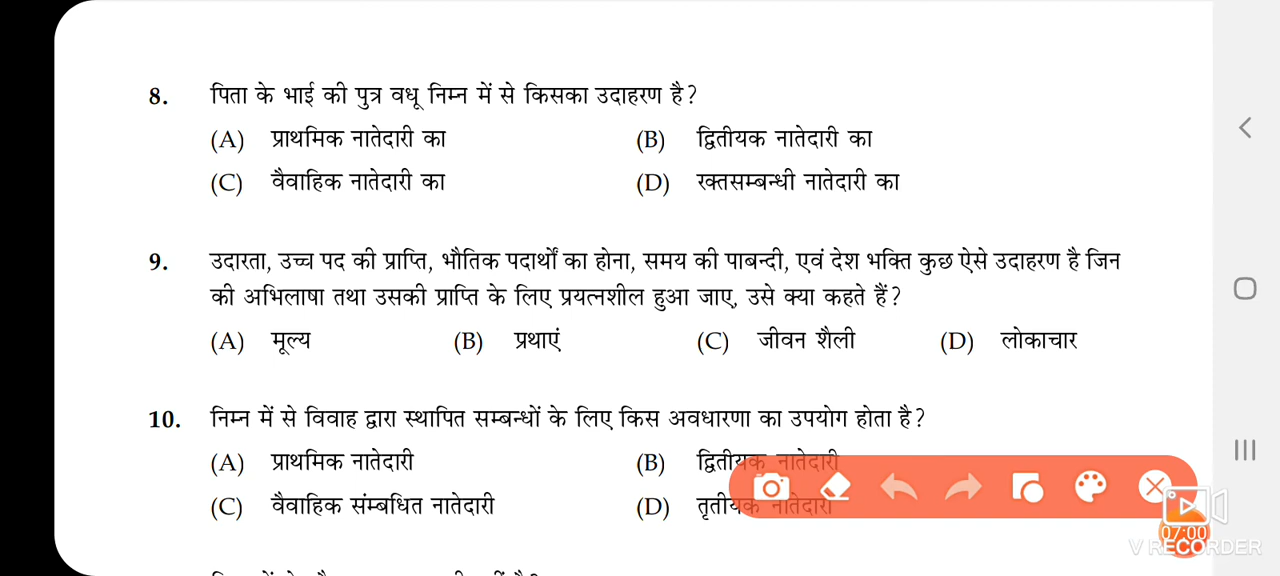 8. पिता के भाई की पुत्र वधू निम्न में से किसका उदाहरण है?
(A) प्राथमिक नातेदारी का (B) द्वितीयक नातेदारी का
(C) वैवाहिक नातेदारी का (D) रक्तसम्बन्धी नातेदारी का
9. उदारता, उच्च पद की प्राप्ति, भौतिक पदार्थों का होना, समय की पाबन्दी, एवं देश भक्ति कुछ ऐसे उदाहरण है जिन
की अभिलाषा तथा उसकी प्राप्ति के लिए प्रयत्नशील हुआ जाए, उसे क्या कहते हैं?
(A) मूल्य (B) प्रथाएं (C) जीवन शैली (D) लोकाचार
10. निम्न में से विवाह द्वारा स्थापित सम्बन्धों के लिए किस अवधारणा का उपयोग होता है?
(A) प्राथमिक नातेदारी (B) द्वितीयक नातेदारी
(C) वैवाहिक संम्बधित नातेदारी (D) तृतीयक नातेदारी
07:00
V RECORDER